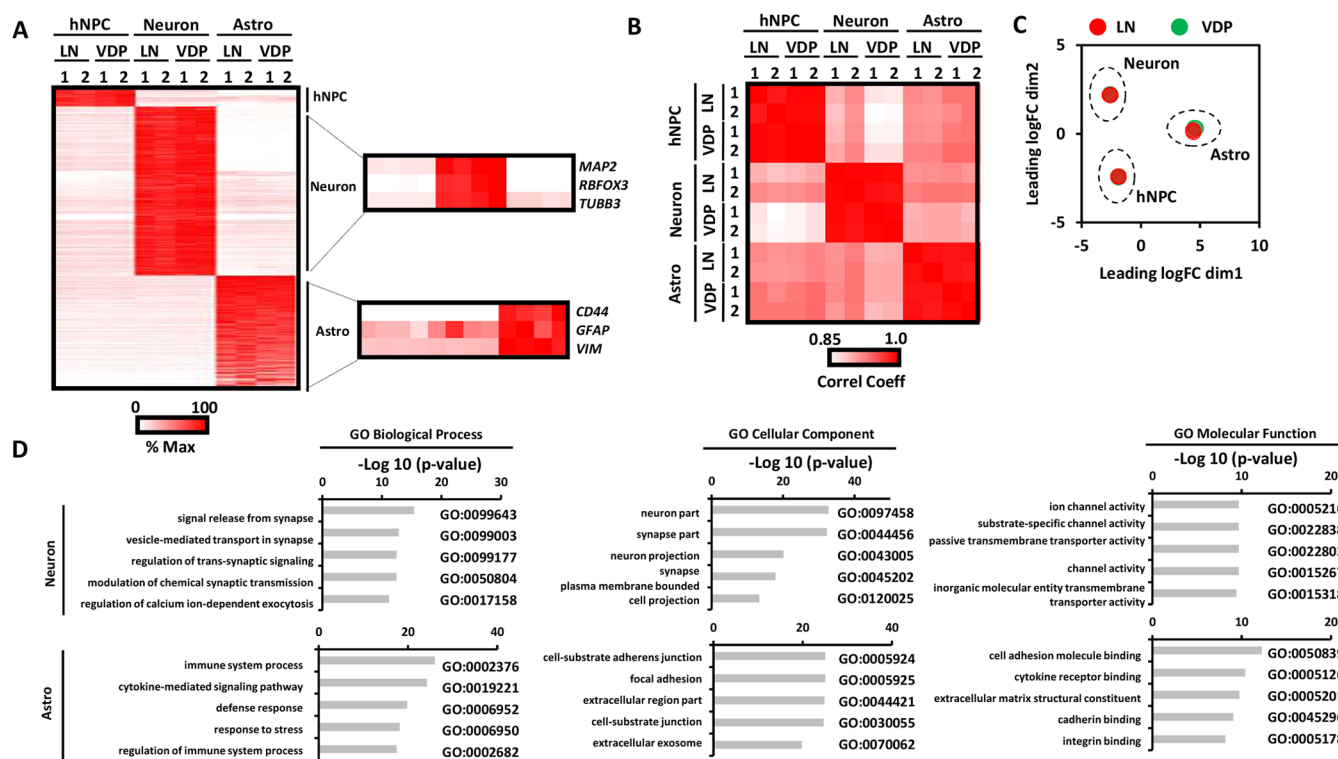 A
hNPC Neuron Astro
LN VDP LN VDP LN VDP
1 2 1 2 1 2 1 2 1 2 1 2
hNPC
Neuron
Astro
MAP2
RBFOX3
TUBB3
CD44
GFAP
VIM
0 100
% Max
B
hNPC Neuron Astro
LN VDP LN VDP LN VDP
1 2 1 2 1 2 1 2 1 2 1 2
hNPC
LN
1
2
VDP
1
2
Neuron
LN
1
2
VDP
1
2
Astro
LN
1
2
VDP
1
2
0.85 1.0
Correl Coeff
C
LN VDP
5
0
-5
Leading logFC dim2
Neuron
Astro
hNPC
-5 0 5 10
Leading logFC dim1
D
GO Biological Process
-Log 10 (p-value)
0 10 20 30
Neuron
signal release from synapse GO:0099643
vesicle-mediated transport in synapse GO:0099003
regulation of trans-synaptic signaling GO:0099177
modulation of chemical synaptic transmission GO:0050804
regulation of calcium ion-dependent exocytosis GO:0017158
0 20 40
Astro
immune system process GO:0002376
cytokine-mediated signaling pathway GO:0019221
defense response GO:0006952
response to stress GO:0006950
regulation of immune system process GO:0002682
GO Cellular Component
-Log 10 (p-value)
0 20 40
neuron part GO:0097458
synapse part GO:0044456
neuron projection GO:0043005
synapse GO:0045202
plasma membrane bounded
cell projection GO:0120025
0 20 40
cell-substrate adherens junction GO:0005924
focal adhesion GO:0005925
extracellular region part GO:0044421
cell-substrate junction GO:0030055
extracellular exosome GO:0070062
GO Molecular Function
-Log 10 (p-value)
0 10 20
ion channel activity
substrate-specific channel activity
passive transmembrane transporter activity
channel activity
inorganic molecular entity transmembrane
transporter activity
0 10 20
cell adhesion molecule binding
cytokine receptor binding
extracellular matrix structural constituent
cadherin binding
integrin binding